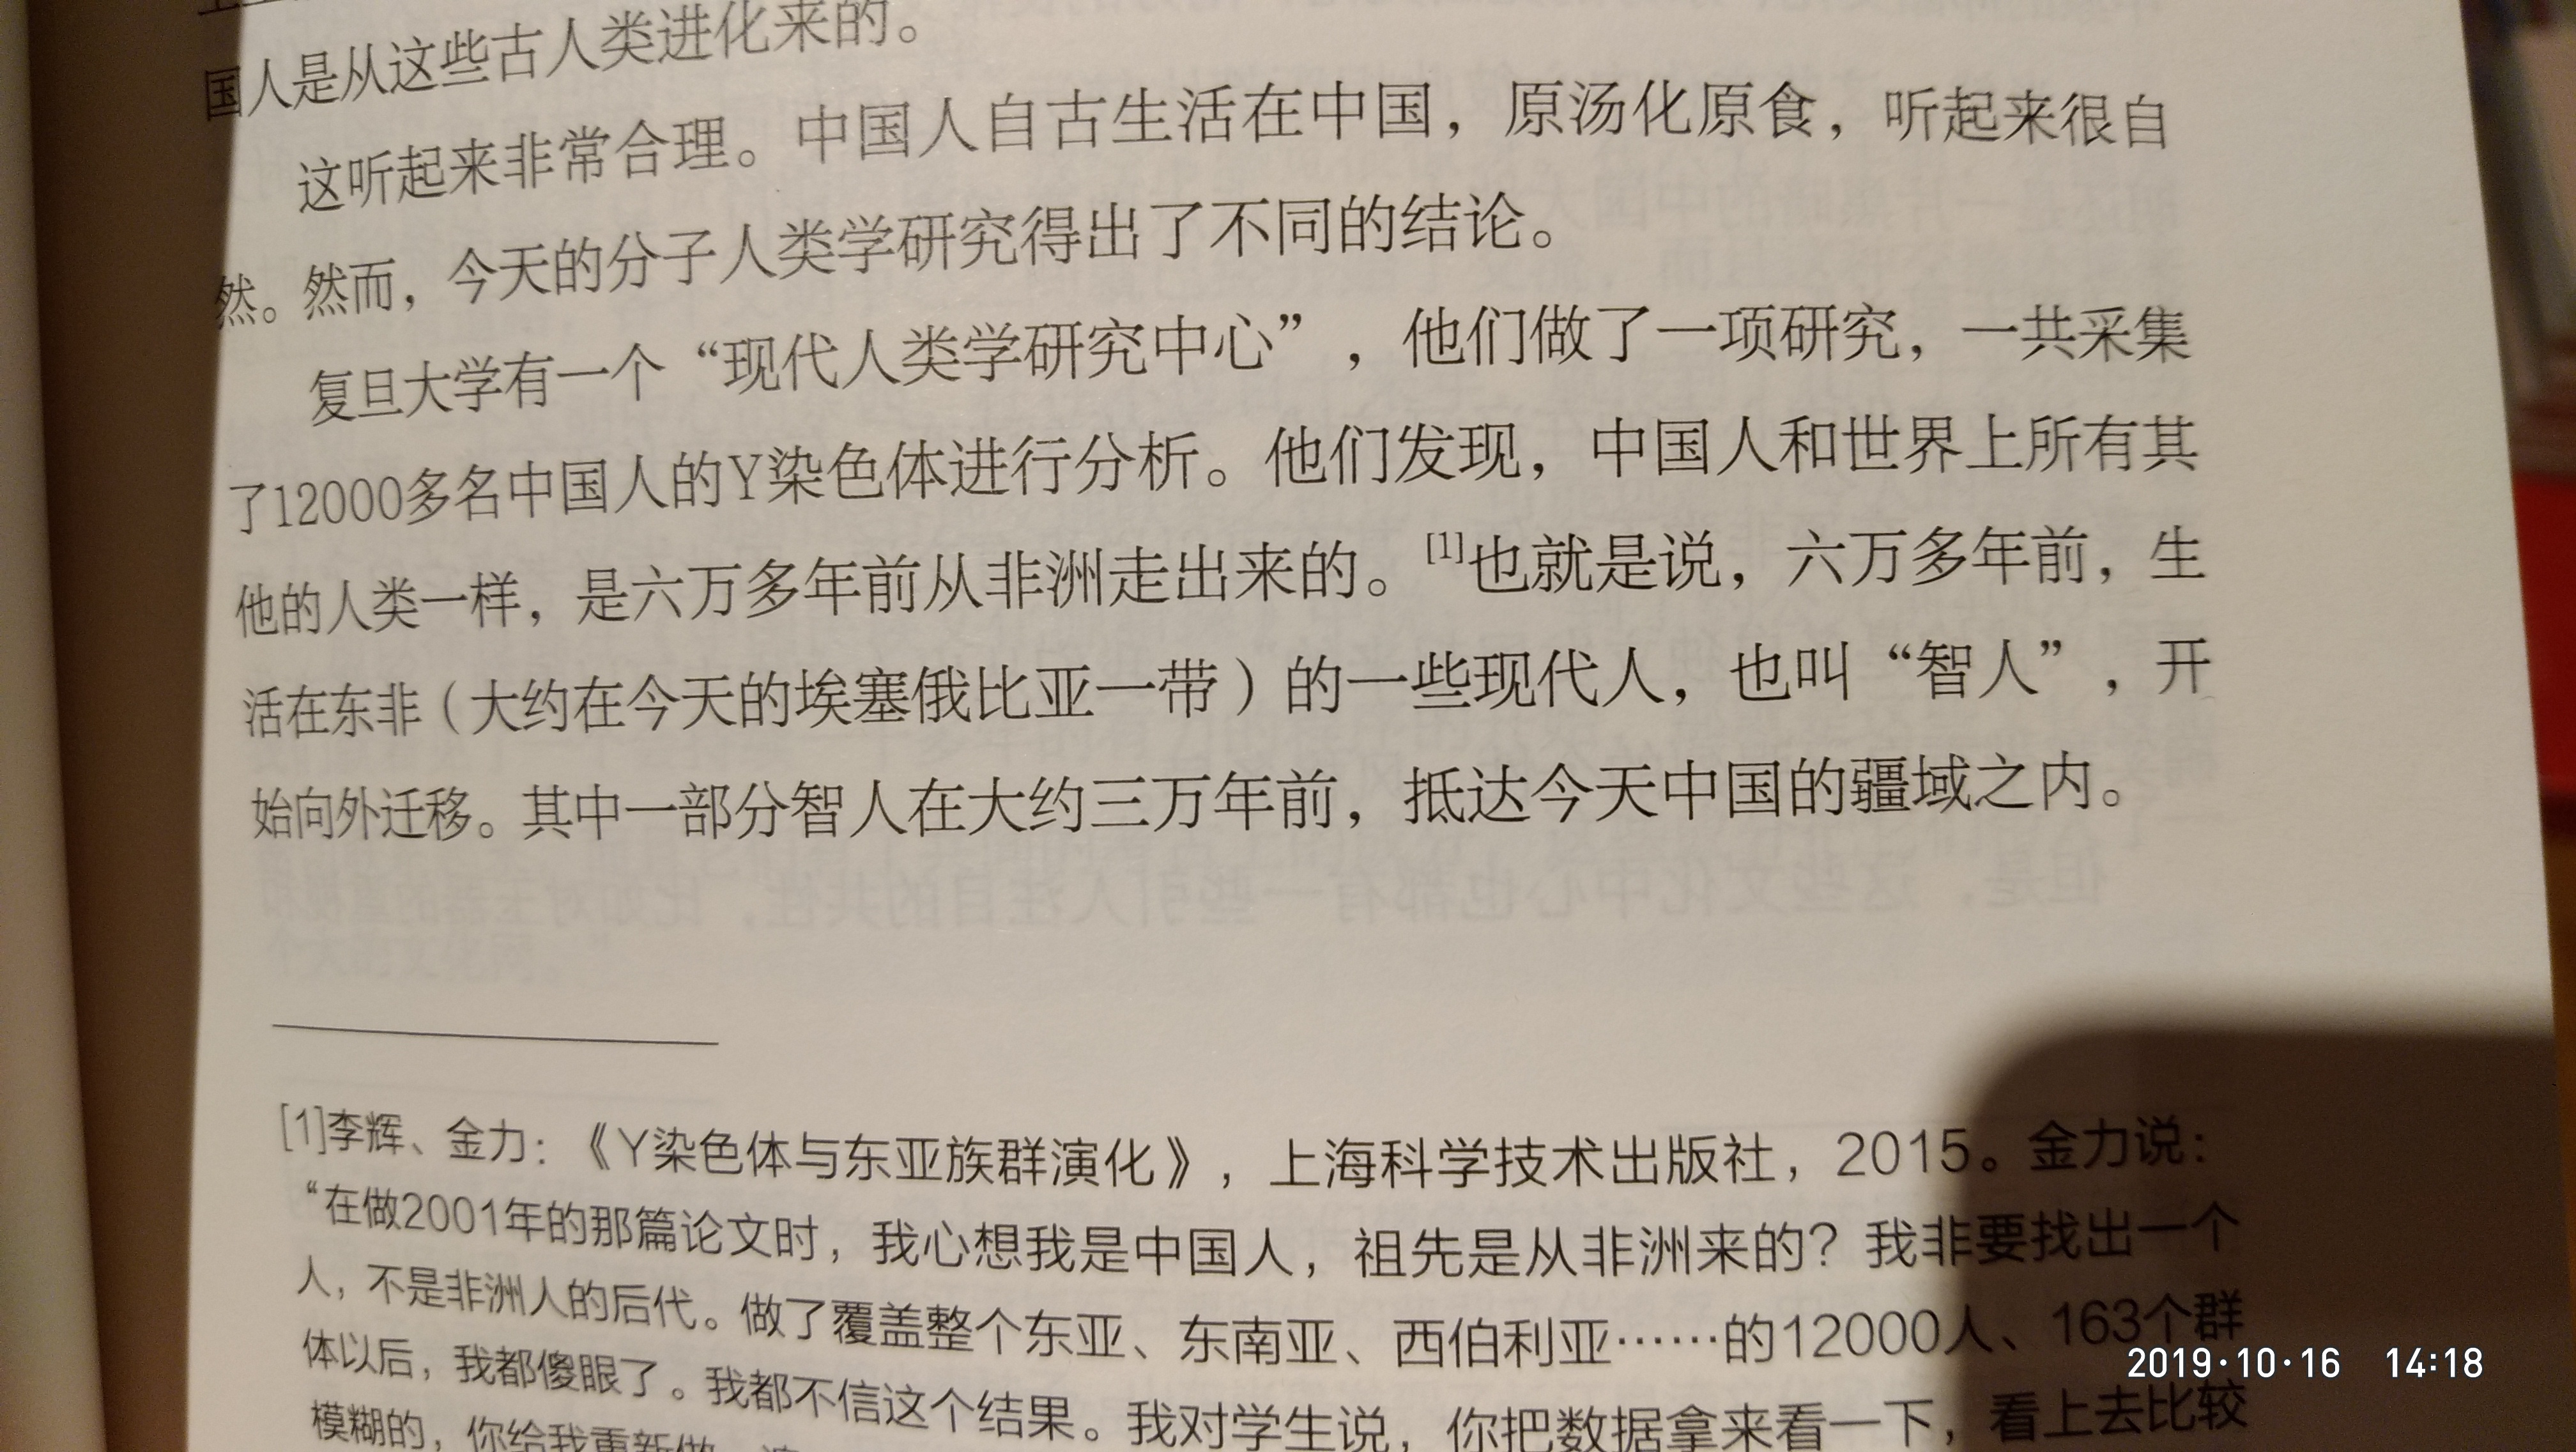 国人是从这些古人类进化来的。
这听起来非常合理。中国人自古生活在中国，原汤化原食，听起来很自
然。然而，今天的分子人类学研究得出了不同的结论。
复旦大学有一个“现代人类学研究中心”，他们做了一项研究，一共采集
了12000多名中国人的Y染色体进行分析。他们发现，中国人和世界上所有其
他的人类一样，是六万多年前从非洲走出来的。[1]也就是说，六万多年前，生
活在东非（大约在今天的埃塞俄比亚一带）的一些现代人，也叫“智人”，开
始向外迁移。其中一部分智人在大约三万年前，抵达今天中国的疆域之内。
[1]李辉、金力：《Y染色体与东亚族群演化》，上海科学技术出版社，2015。金力说：
“在做2001年的那篇论文时，我心想我是中国人，祖先是从非洲来的？我非要找出一个
人，不是非洲人的后代。做了覆盖整个东亚、东南亚、西伯利亚……的12000人、163个群
体以后，我都傻眼了。我都不信这个结果。我对学生说，你把数据拿来看一下，看上去比较
模糊的，你给我重新做
2019·10·16 14:18